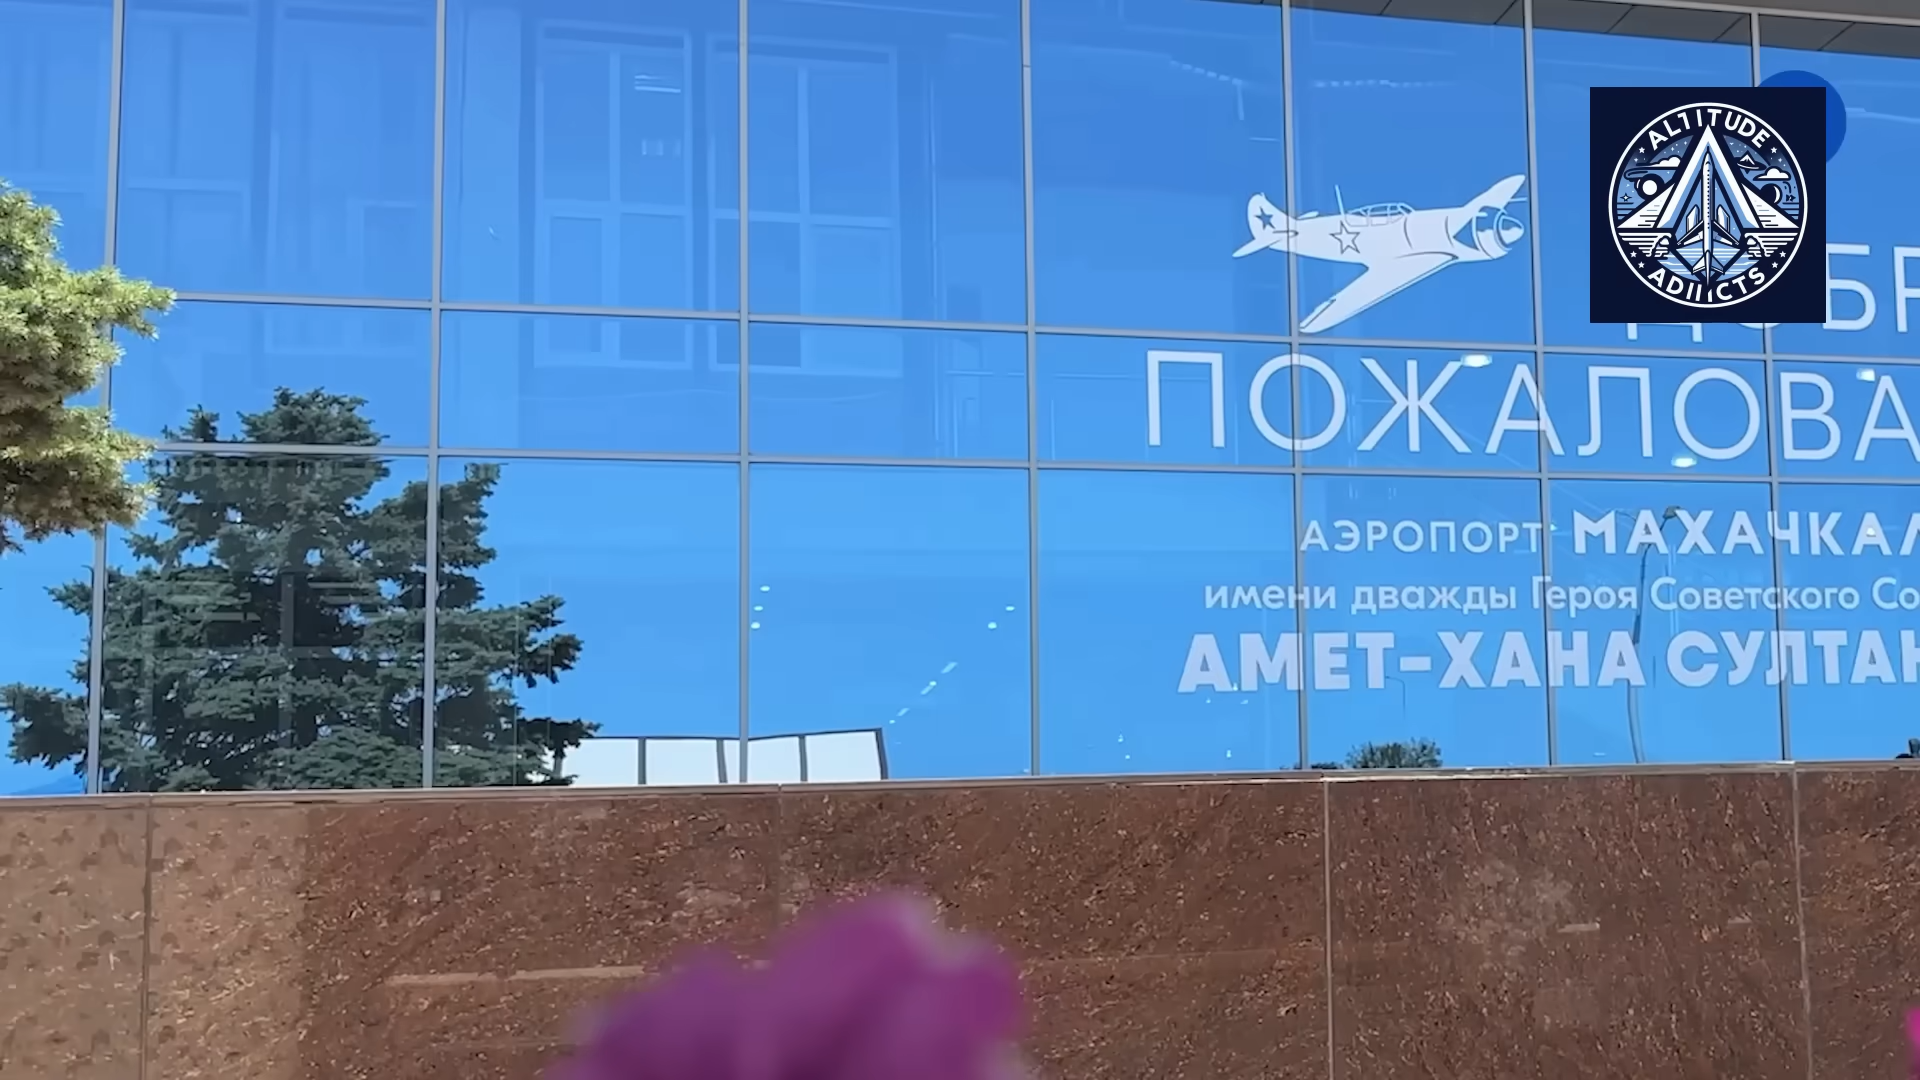 ALTITUDE
ПОЖАЛОВА
АЭРОПОРТ МАХАЧКАЛ
имени дважды Героя Советского Со
АМЕТ-ХАНА СУЛТАН